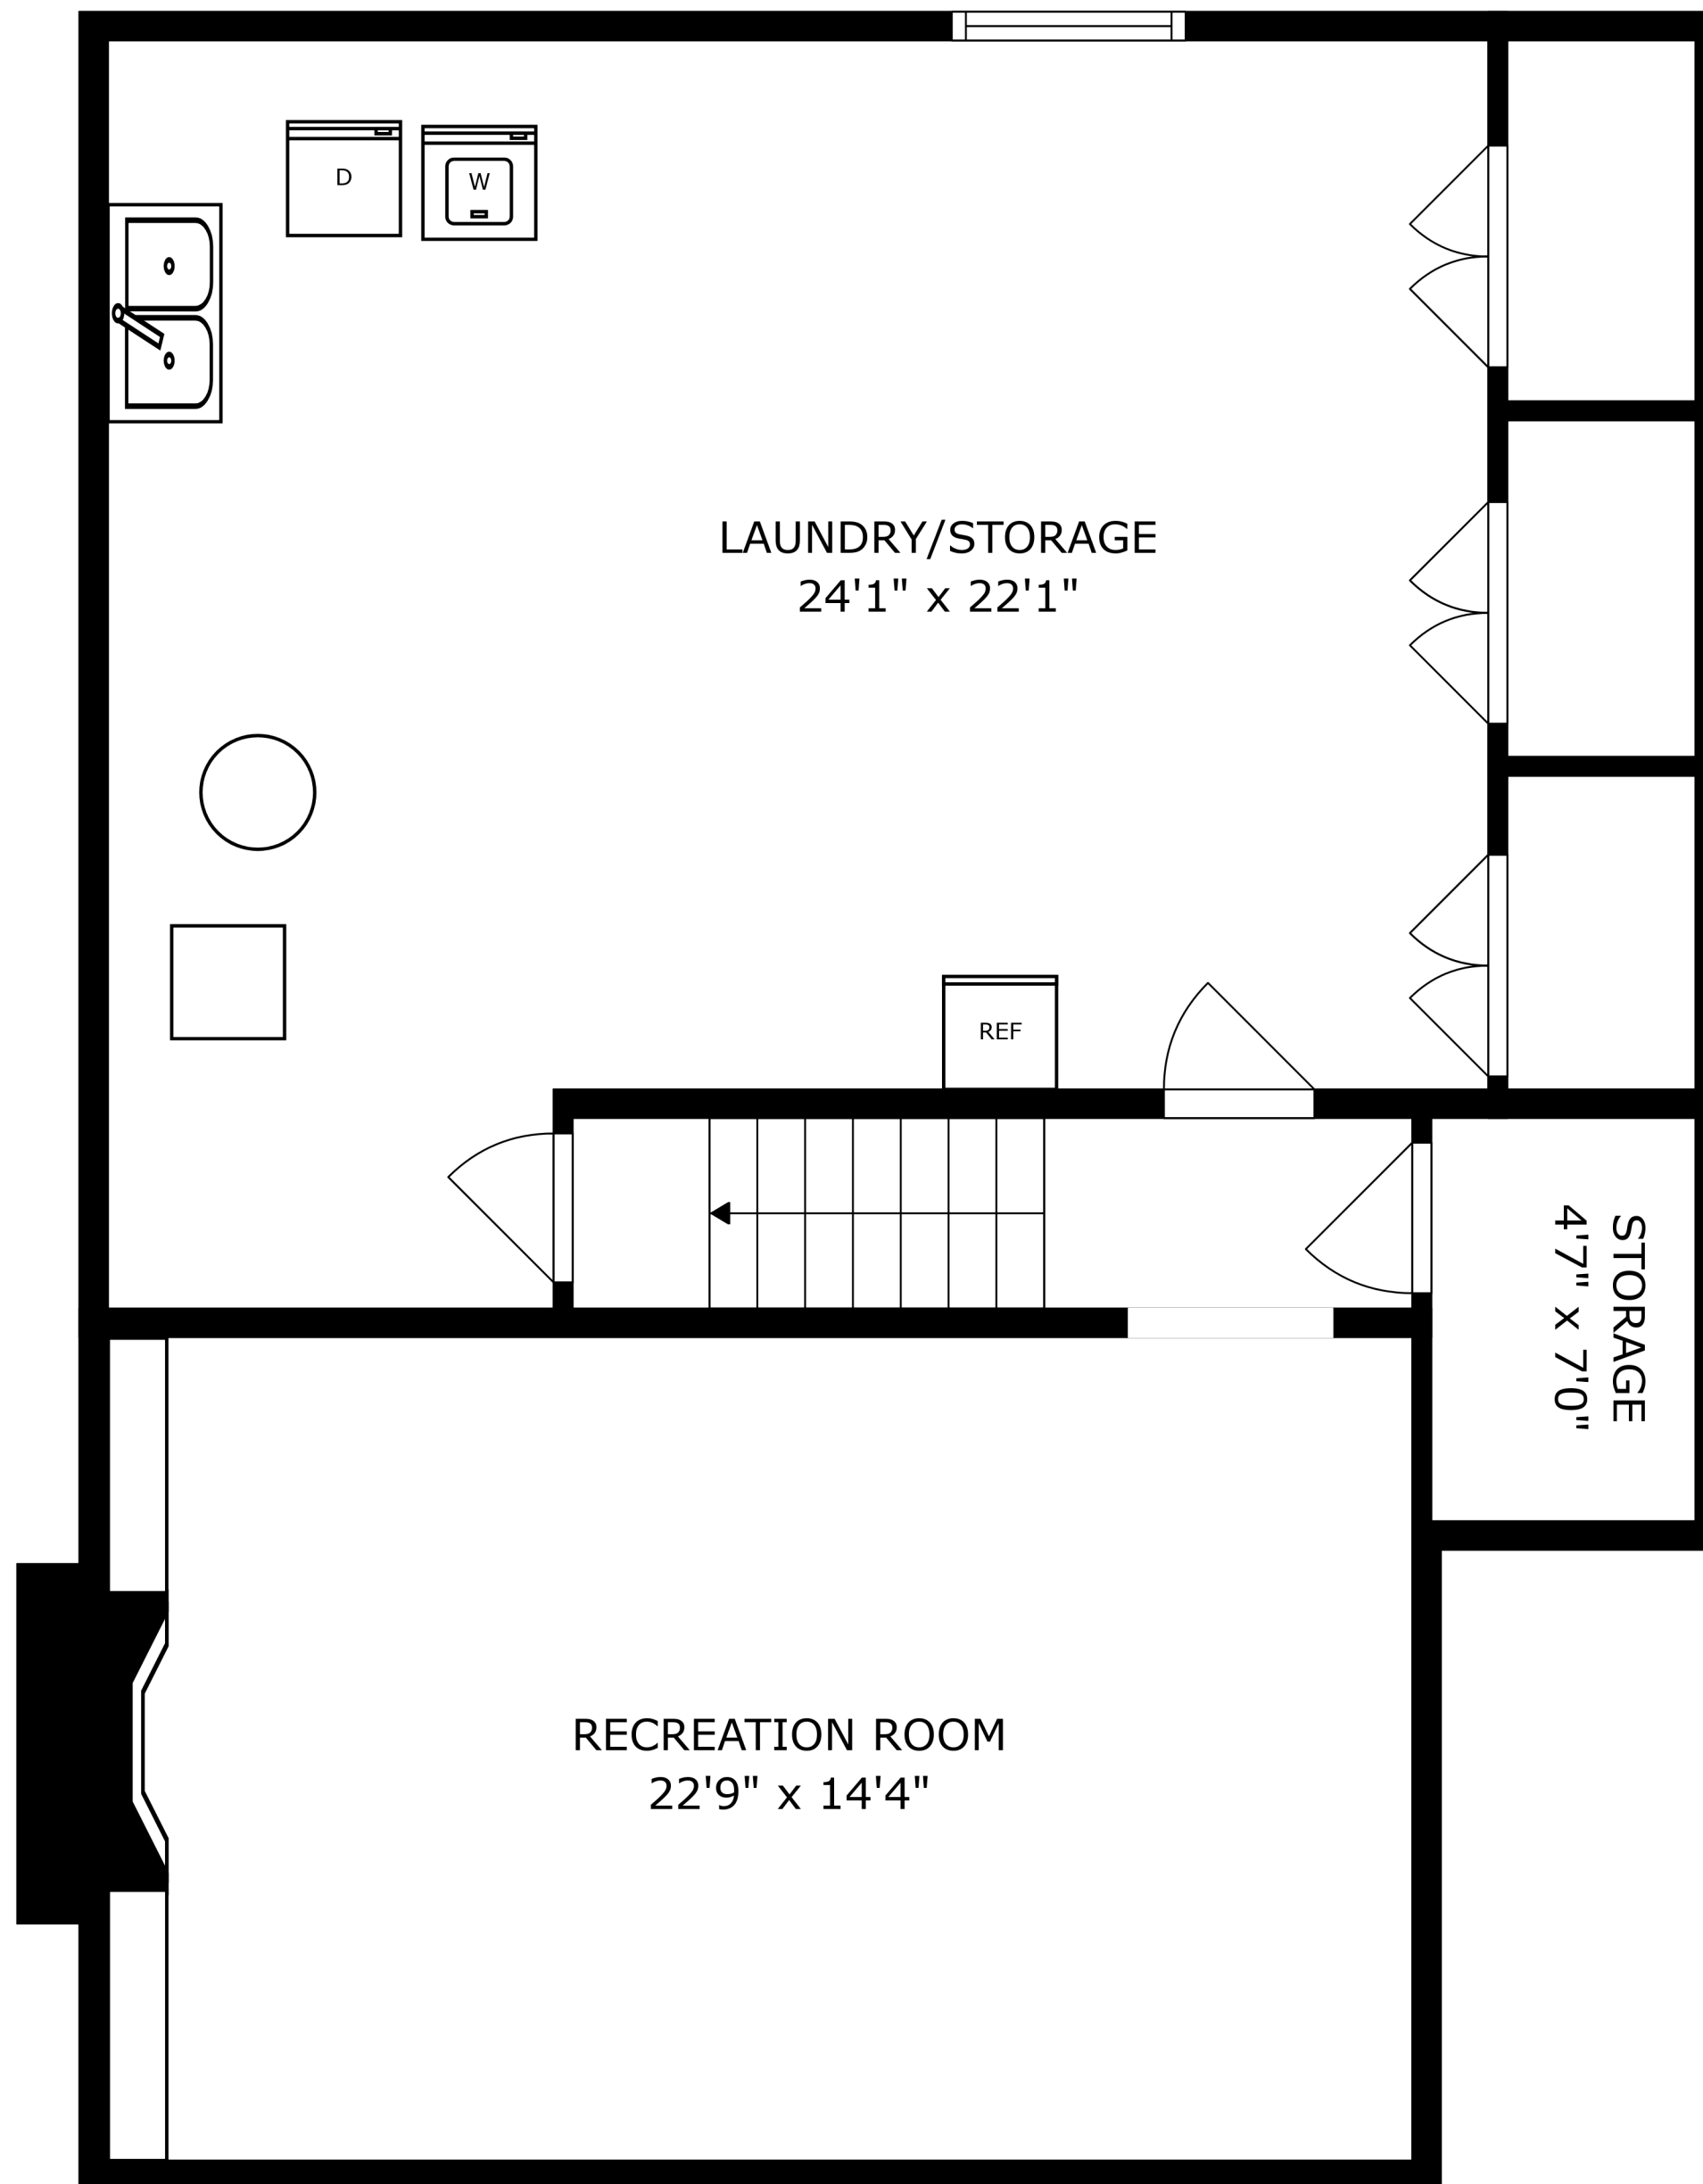 D
W
LAUNDRY/STORAGE
24'1" x 22'1"
REF
STORAGE
4'7" x 7'0"
RECREATION ROOM
22'9" x 14'4"